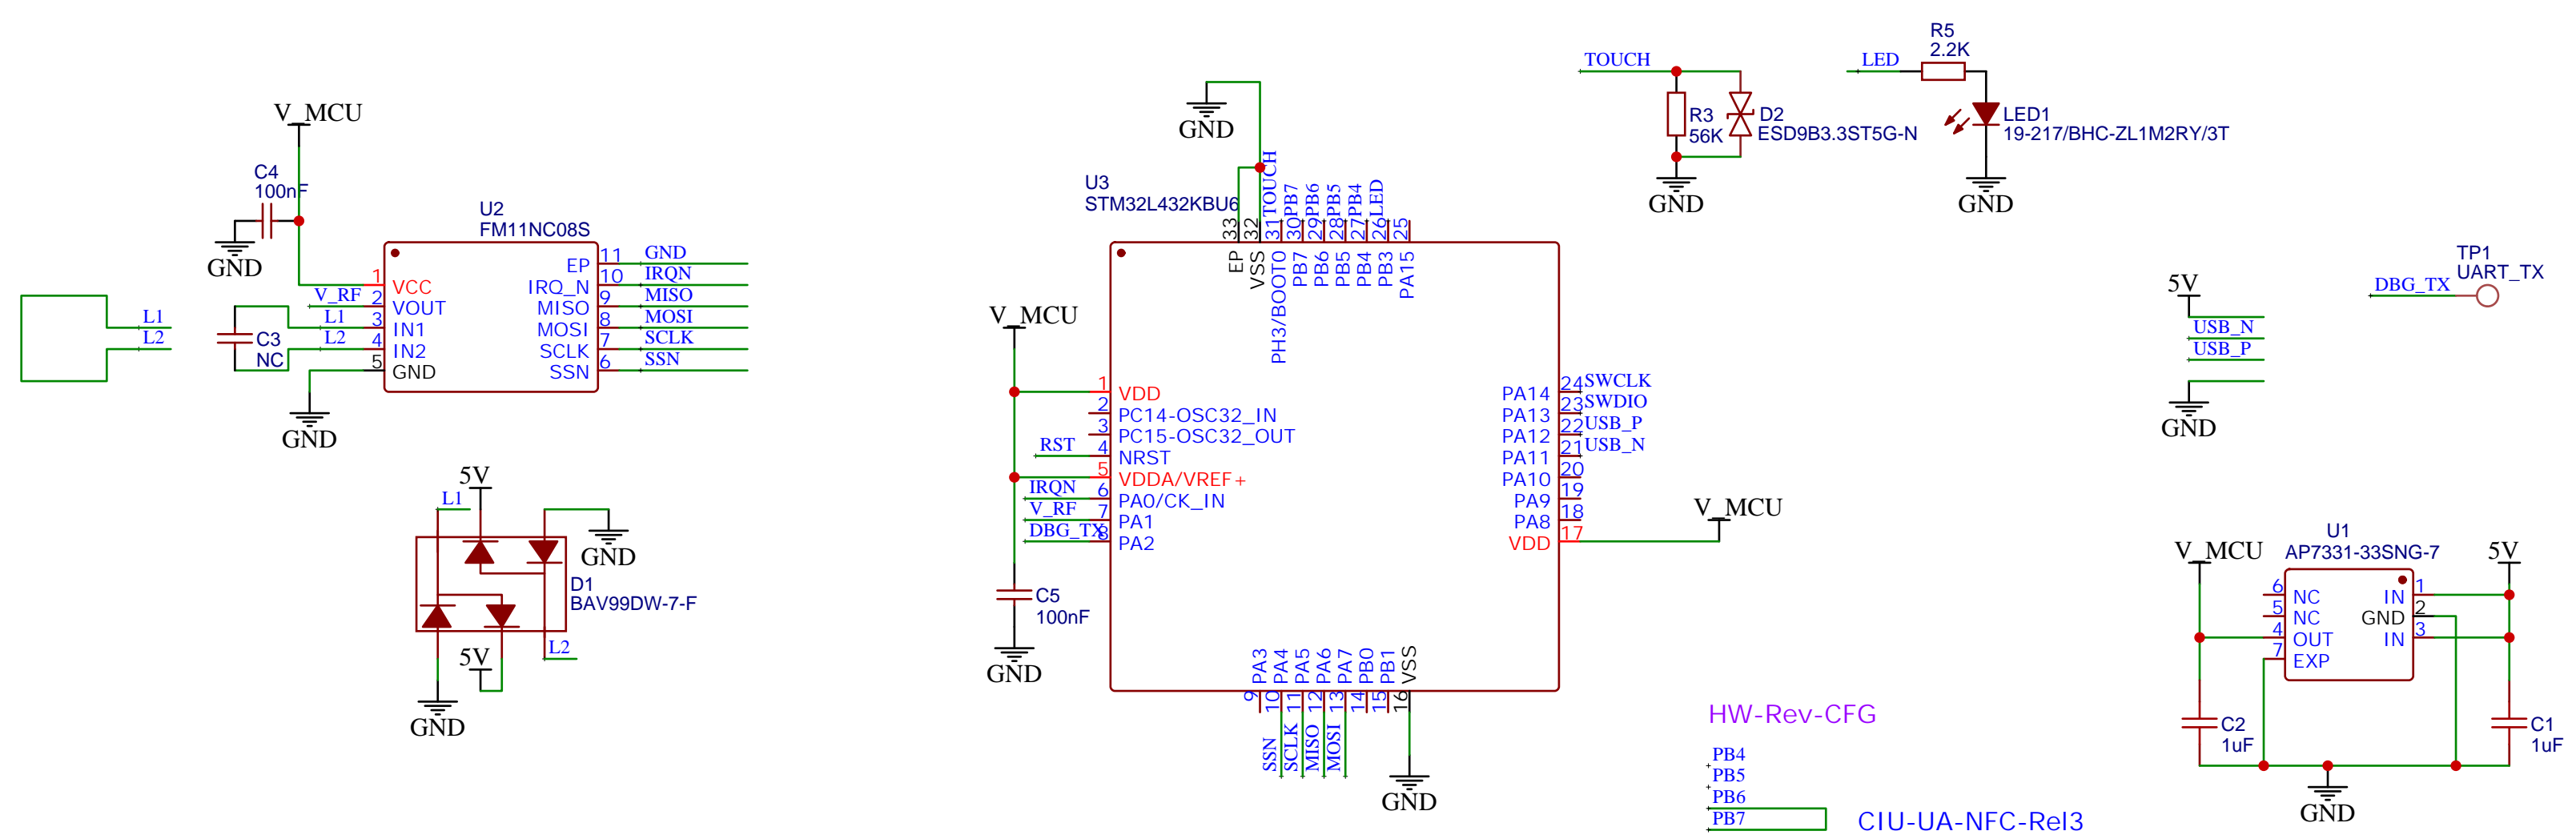 V_MCU
C4
100nF
GND
U2
FM11NC08S
1
VCC
V_RF
2
VOUT
L1
3
IN1
L2
4
IN2
5
GND
EP
11
GND
IRQ_N
10
IRQN
MISO
9
MISO
MOSI
8
MOSI
SCLK
7
SCLK
SSN
6
SSN
L1
L2
C3
NC
GND
5V
L1
GND
D1
BAV99DW-7-F
5V
L2
GND
GND
U3
STM32L432KBU6
33
32
31
30
29
28
27
26
25
TOUCH
PB7
PB6
PB5
PB4
LED
EP
VSS
PH3/BOOT0
PB7
PB6
PB5
PB4
PB3
PA15
V_MCU
1
VDD
2
PC14-OSC32_IN
3
PC15-OSC32_OUT
RST
4
NRST
5
VDDA/VREF+
IRQN
6
PA0/CK_IN
V_RF
7
PA1
DBG_TX
8
PA2
C5
100nF
GND
PA14
24
SWCLK
PA13
23
SWDIO
PA12
22
USB_P
PA11
21
USB_N
PA10
20
PA9
19
PA8
18
VDD
17
V_MCU
PA3
PA4
PA5
PA6
PA7
PB0
PB1
VSS
9
10
11
12
13
14
15
16
SSN
SCLK
MISO
MOSI
GND
TOUCH
R3
56K
D2
ESD9B3.3ST5G-N
GND
LED
R5
2.2K
LED1
19-217/BHC-ZL1M2RY/3T
GND
5V
USB_N
USB_P
GND
TP1
UART_TX
DBG_TX
U1
AP7331-33SNG-7
V_MCU
5V
6
NC
5
NC
4
OUT
7
EXP
IN
1
GND
2
IN
3
C2
1uF
C1
1uF
GND
HW-Rev-CFG
PB4
PB5
PB6
PB7
CIU-UA-NFC-Rel3